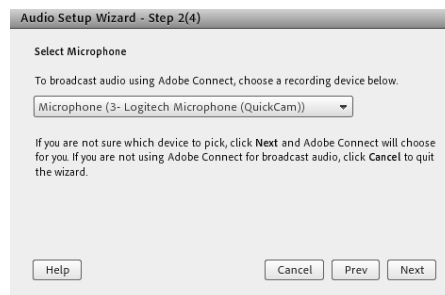 Audio Setup Wizard - Step 2(4)
Select Microphone
To broadcast audio using Adobe Connect, choose a recording device below.
Microphone (3- Logitech Microphone (QuickCam))
If you are not sure which device to pick, click Next and Adobe Connect will choose
for you. If you are not using Adobe Connect for broadcast audio, click Cancel to quit
the wizard.
Help Cancel Prev Next